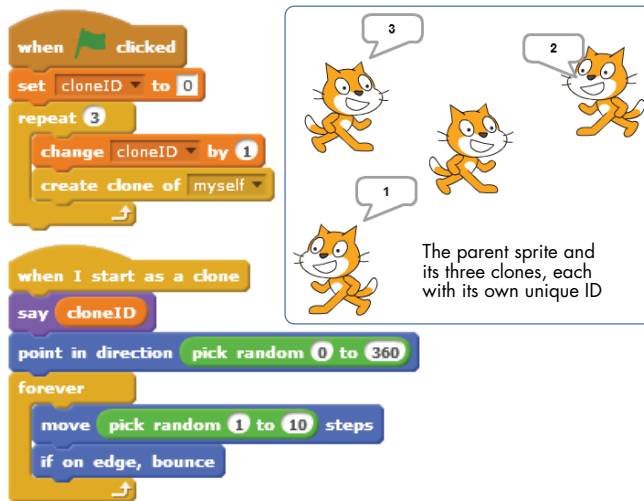 when clicked
set cloneID to 0
repeat 3
change cloneID by 1
create clone of myself
when I start as a clone
say cloneID
point in direction pick random 0 to 360
forever
move pick random 1 to 10 steps
if on edge, bounce
3
2
1
The parent sprite and
its three clones, each
with its own unique ID